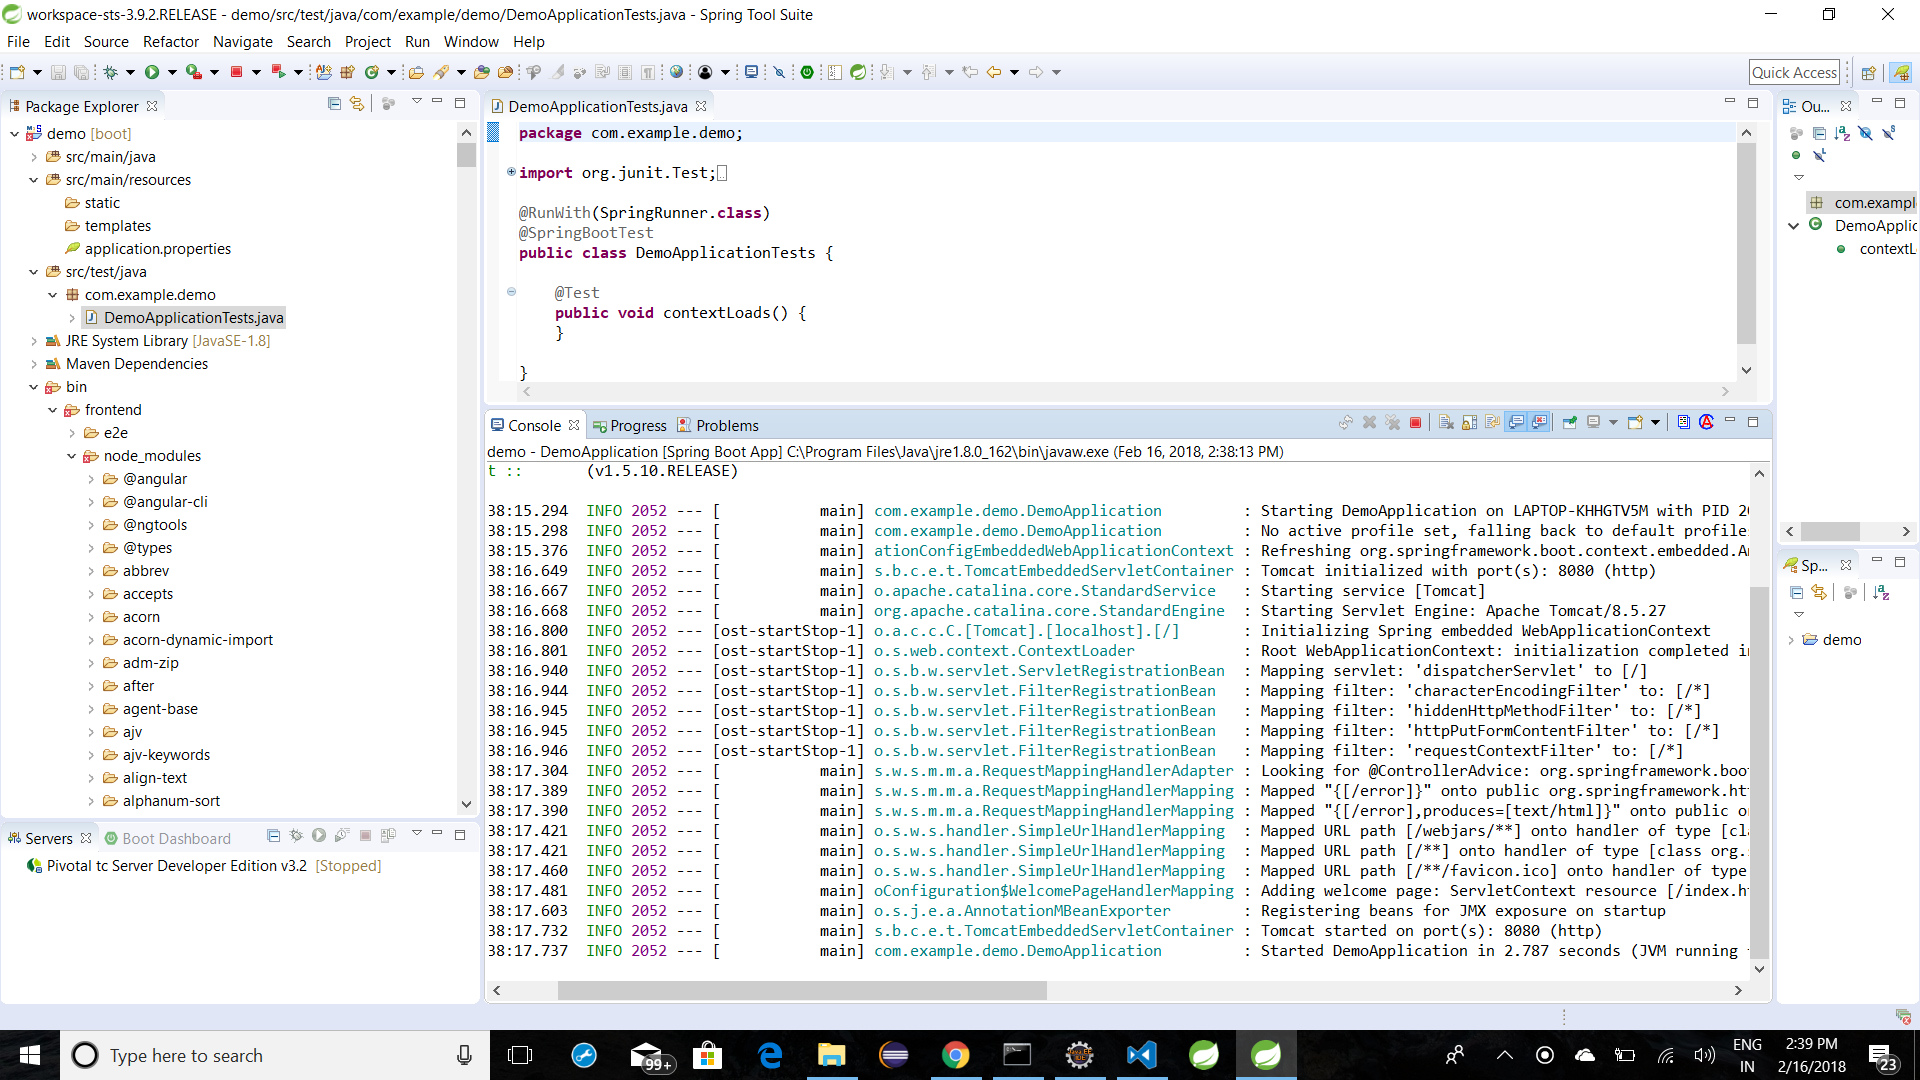 workspace-sts-3.9.2.RELEASE - demo/src/test/java/com/example/demo/DemoApplicationTests.java - Spring Tool Suite
File Edit Source Refactor Navigate Search Project Run Window Help
Quick Access
Package Explorer
demo [boot]
src/main/java
src/main/resources
static
templates
application.properties
src/test/java
com.example.demo
DemoApplicationTests.java
JRE System Library [JavaSE-1.8]
Maven Dependencies
bin
frontend
e2e
node_modules
@angular
@angular-cli
@ngtools
@types
abbrev
accepts
acorn
acorn-dynamic-import
adm-zip
after
agent-base
ajv
ajv-keywords
align-text
alphanum-sort
Servers Boot Dashboard
Pivotal tc Server Developer Edition v3.2 [Stopped]
DemoApplicationTests.java
package com.example.demo;
import org.junit.Test;
@RunWith(SpringRunner.class)
@SpringBootTest
public class DemoApplicationTests {
@Test
public void contextLoads() {
}
}
Console Progress Problems
demo - DemoApplication [Spring Boot App] C:\Program Files\Java\jre1.8.0_162\bin\javaw.exe (Feb 16, 2018, 2:38:13 PM)
t :: (v1.5.10.RELEASE)
38:15.294 INFO 2052 --- [ main] com.example.demo.DemoApplication : Starting DemoApplication on LAPTOP-KHHGTV5M with PID 2
38:15.298 INFO 2052 --- [ main] com.example.demo.DemoApplication : No active profile set, falling back to default profile
38:15.376 INFO 2052 --- [ main] ationConfigEmbeddedWebApplicationContext : Refreshing org.springframework.boot.context.embedded.A
38:16.649 INFO 2052 --- [ main] s.b.c.e.t.TomcatEmbeddedServletContainer : Tomcat initialized with port(s): 8080 (http)
38:16.667 INFO 2052 --- [ main] o.apache.catalina.core.StandardService : Starting service [Tomcat]
38:16.668 INFO 2052 --- [ main] org.apache.catalina.core.StandardEngine : Starting Servlet Engine: Apache Tomcat/8.5.27
38:16.800 INFO 2052 --- [ost-startStop-1] o.a.c.c.C.[Tomcat].[localhost].[/] : Initializing Spring embedded WebApplicationContext
38:16.801 INFO 2052 --- [ost-startStop-1] o.s.web.context.ContextLoader : Root WebApplicationContext: initialization completed i
38:16.940 INFO 2052 --- [ost-startStop-1] o.s.b.w.servlet.ServletRegistrationBean : Mapping servlet: 'dispatcherServlet' to [/]
38:16.944 INFO 2052 --- [ost-startStop-1] o.s.b.w.servlet.FilterRegistrationBean : Mapping filter: 'characterEncodingFilter' to: [/*]
38:16.945 INFO 2052 --- [ost-startStop-1] o.s.b.w.servlet.FilterRegistrationBean : Mapping filter: 'hiddenHttpMethodFilter' to: [/*]
38:16.945 INFO 2052 --- [ost-startStop-1] o.s.b.w.servlet.FilterRegistrationBean : Mapping filter: 'httpPutFormContentFilter' to: [/*]
38:16.946 INFO 2052 --- [ost-startStop-1] o.s.b.w.servlet.FilterRegistrationBean : Mapping filter: 'requestContextFilter' to: [/*]
38:17.304 INFO 2052 --- [ main] s.w.s.m.m.a.RequestMappingHandlerAdapter : Looking for @ControllerAdvice: org.springframework.boo
38:17.389 INFO 2052 --- [ main] s.w.s.m.m.a.RequestMappingHandlerMapping : Mapped "{[/error]}" onto public org.springframework.ht
38:17.390 INFO 2052 --- [ main] s.w.s.m.m.a.RequestMappingHandlerMapping : Mapped "{[/error],produces=[text/html]}" onto public o
38:17.421 INFO 2052 --- [ main] o.s.w.s.handler.SimpleUrlHandlerMapping : Mapped URL path [/webjars/**] onto handler of type [cla
38:17.421 INFO 2052 --- [ main] o.s.w.s.handler.SimpleUrlHandlerMapping : Mapped URL path [/**] onto handler of type [class org.
38:17.460 INFO 2052 --- [ main] o.s.w.s.handler.SimpleUrlHandlerMapping : Mapped URL path [/**/favicon.ico] onto handler of type
38:17.481 INFO 2052 --- [ main] oConfiguration$WelcomePageHandlerMapping : Adding welcome page: ServletContext resource [/index.h
38:17.603 INFO 2052 --- [ main] o.s.j.e.a.AnnotationMBeanExporter : Registering beans for JMX exposure on startup
38:17.732 INFO 2052 --- [ main] s.b.c.e.t.TomcatEmbeddedServletContainer : Tomcat started on port(s): 8080 (http)
38:17.737 INFO 2052 --- [ main] com.example.demo.DemoApplication : Started DemoApplication in 2.787 seconds (JVM running
Ou...
com.exampl
DemoApplic
contextL
Sp...
demo
Type here to search
99+
ENG
IN
2:39 PM
2/16/2018
23